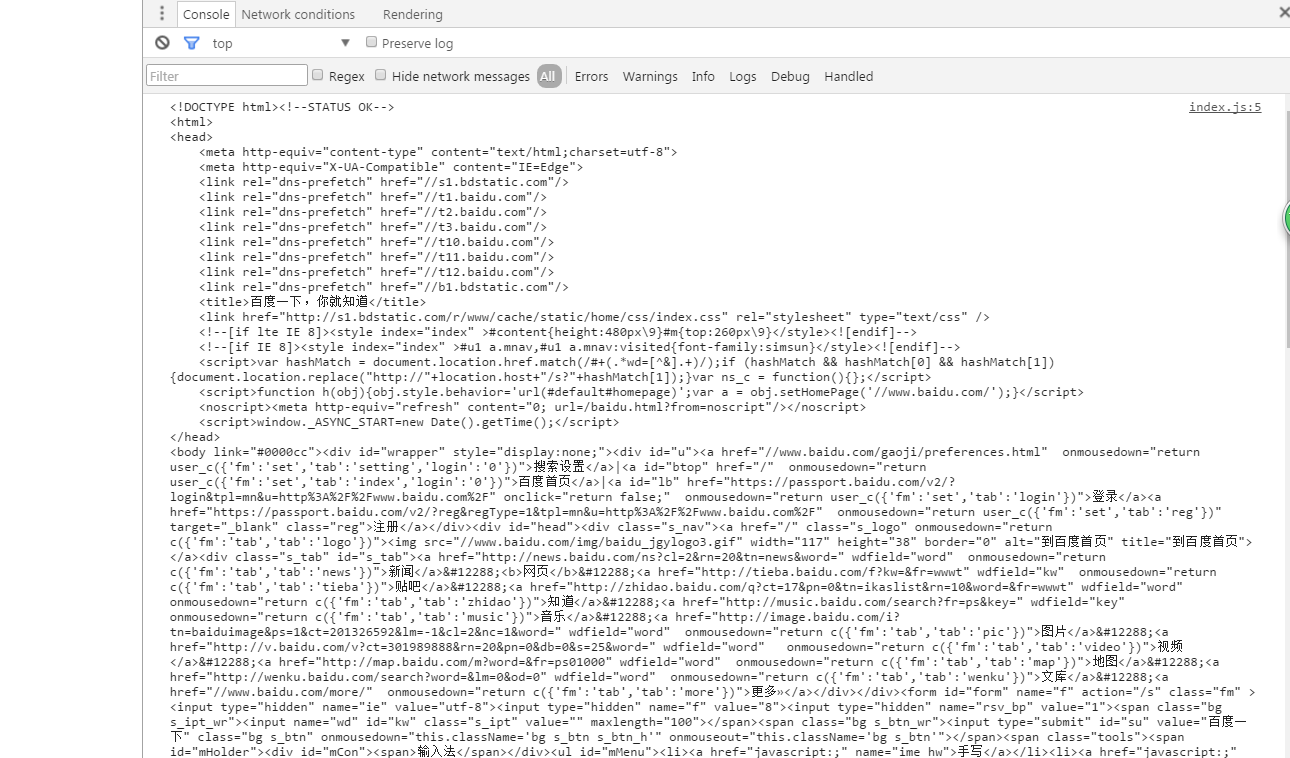 Console Network conditions Rendering
top Preserve log
Filter Regex Hide network messages All Errors Warnings Info Logs Debug Handled
<!DOCTYPE html><!--STATUS OK--> index.js:5
<html>
<head>
<meta http-equiv="content-type" content="text/html;charset=utf-8">
<meta http-equiv="X-UA-Compatible" content="IE=Edge">
<link rel="dns-prefetch" href="//s1.bdstatic.com"/>
<link rel="dns-prefetch" href="//t1.baidu.com"/>
<link rel="dns-prefetch" href="//t2.baidu.com"/>
<link rel="dns-prefetch" href="//t3.baidu.com"/>
<link rel="dns-prefetch" href="//t10.baidu.com"/>
<link rel="dns-prefetch" href="//t11.baidu.com"/>
<link rel="dns-prefetch" href="//t12.baidu.com"/>
<link rel="dns-prefetch" href="//b1.bdstatic.com"/>
<title>百度一下，你就知道</title>
<link href="http://s1.bdstatic.com/r/www/cache/static/home/css/index.css" rel="stylesheet" type="text/css" />
<!--[if lte IE 8]><style index="index" >#content{height:480px\9}#m{top:260px\9}</style><![endif]-->
<!--[if IE 8]><style index="index" >#u1 a.mnav,#u1 a.mnav:visited{font-family:simsun}</style><![endif]-->
<script>var hashMatch = document.location.href.match(/#+(.*wd=[^&].+)/);if (hashMatch && hashMatch[0] && hashMatch[1])
{document.location.replace("http://"+location.host+"/s?"+hashMatch[1]);}var ns_c = function(){};</script>
<script>function h(obj){obj.style.behavior='url(#default#homepage)';var a = obj.setHomePage('//www.baidu.com/');}</script>
<noscript><meta http-equiv="refresh" content="0; url=/baidu.html?from=noscript"/></noscript>
<script>window._ASYNC_START=new Date().getTime();</script>
</head>
<body link="#0000cc"><div id="wrapper" style="display:none;"><div id="u"><a href="//www.baidu.com/gaoji/preferences.html" onmousedown="return
user_c({'fm':'set','tab':'setting','login':'0'})">搜索设置</a>|<a id="btop" href="/" onmousedown="return
user_c({'fm':'set','tab':'index','login':'0'})">百度首页</a>|<a id="lb" href="https://passport.baidu.com/v2/?
login&tpl=mn&u=http%3A%2F%2Fwww.baidu.com%2F" onclick="return false;" onmousedown="return user_c({'fm':'set','tab':'login'})">登录</a><a
href="https://passport.baidu.com/v2/?reg&regType=1&tpl=mn&u=http%3A%2F%2Fwww.baidu.com%2F" onmousedown="return user_c({'fm':'set','tab':'reg'})"
target="_blank" class="reg">注册</a></div><div id="head"><div class="s_nav"><a href="/" class="s_logo" onmousedown="return
c({'fm':'tab','tab':'logo'})"><img src="//www.baidu.com/img/baidu_jgylogo3.gif" width="117" height="38" border="0" alt="到百度首页" title="到百度首页">
</a><div class="s_tab" id="s_tab"><a href="http://news.baidu.com/ns?cl=2&rn=20&tn=news&word=" wdfield="word" onmousedown="return
c({'fm':'tab','tab':'news'})">新闻</a>&#12288;<b>网页</b>&#12288;<a href="http://tieba.baidu.com/f?kw=&fr=wwwt" wdfield="kw" onmousedown="return
c({'fm':'tab','tab':'tieba'})">贴吧</a>&#12288;<a href="http://zhidao.baidu.com/q?ct=17&pn=0&tn=ikaslist&rn=10&word=&fr=wwwt" wdfield="word"
onmousedown="return c({'fm':'tab','tab':'zhidao'})">知道</a>&#12288;<a href="http://music.baidu.com/search?fr=ps&key=" wdfield="key"
onmousedown="return c({'fm':'tab','tab':'music'})">音乐</a>&#12288;<a href="http://image.baidu.com/i?
tn=baiduimage&ps=1&ct=201326592&lm=-1&cl=2&nc=1&word=" wdfield="word" onmousedown="return c({'fm':'tab','tab':'pic'})">图片</a>&#12288;<a
href="http://v.baidu.com/v?ct=301989888&rn=20&pn=0&db=0&s=25&word=" wdfield="word" onmousedown="return c({'fm':'tab','tab':'video'})">视频
</a>&#12288;<a href="http://map.baidu.com/m?word=&fr=ps01000" wdfield="word" onmousedown="return c({'fm':'tab','tab':'map'})">地图</a>&#12288;<a
href="http://wenku.baidu.com/search?word=&lm=0&od=0" wdfield="word" onmousedown="return c({'fm':'tab','tab':'wenku'})">文库</a>&#12288;<a
href="//www.baidu.com/more/" onmousedown="return c({'fm':'tab','tab':'more'})">更多»</a></div></div><form id="form" name="f" action="/s" class="fm" >
<input type="hidden" name="ie" value="utf-8"><input type="hidden" name="f" value="8"><input type="hidden" name="rsv_bp" value="1"><span class="bg
s_ipt_wr"><input name="wd" id="kw" class="s_ipt" value="" maxlength="100"></span><span class="bg s_btn_wr"><input type="submit" id="su" value="百度一
下" class="bg s_btn" onmousedown="this.className='bg s_btn s_btn_h'" onmouseout="this.className='bg s_btn'"></span><span class="tools"><span
id="mHolder"><div id="mCon"><span>输入法</span></div><ul id="mMenu"><li><a href="javascript:;" name="ime_hw">手写</a></li><li><a href="javascript:;"